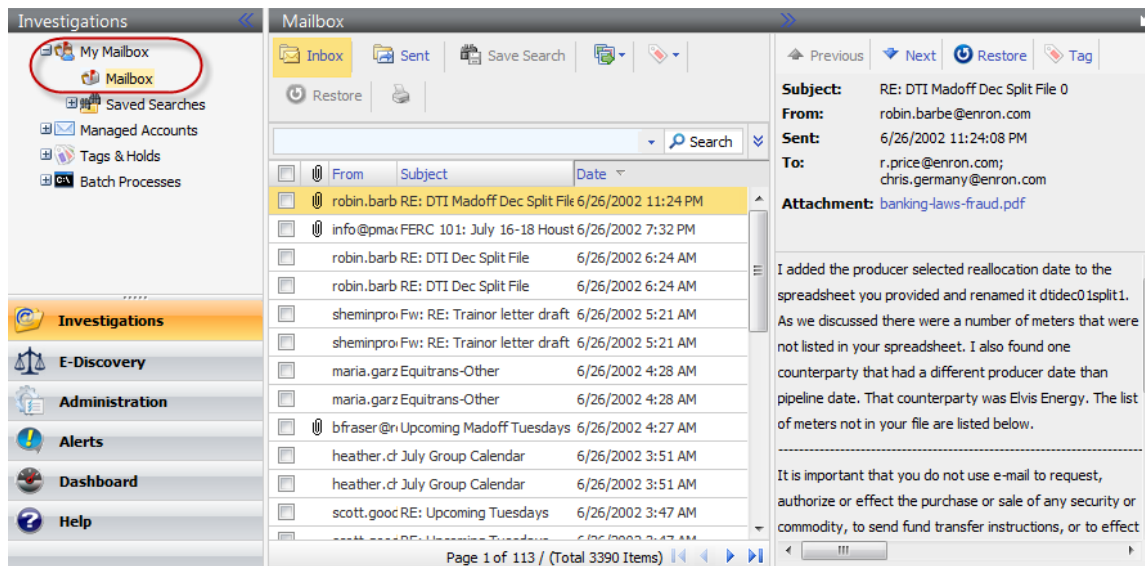 Investigations
My Mailbox
Mailbox
Saved Searches
Managed Accounts
Tags & Holds
Batch Processes
Investigations
E-Discovery
Administration
Alerts
Dashboard
Help
Mailbox
Inbox Sent Save Search
Restore
Search
From Subject Date
robin.barb RE: DTI Madoff Dec Split File 6/26/2002 11:24 PM
info@pmac FERC 101: July 16-18 Houst 6/26/2002 7:32 PM
robin.barb RE: DTI Dec Split File 6/26/2002 6:24 AM
robin.barb RE: DTI Dec Split File 6/26/2002 6:24 AM
sheminpro Fw: RE: Trainor letter draft 6/26/2002 5:21 AM
sheminpro Fw: RE: Trainor letter draft 6/26/2002 5:21 AM
maria.garz Equitrans-Other 6/26/2002 4:28 AM
maria.garz Equitrans-Other 6/26/2002 4:28 AM
bfraser@r Upcoming Madoff Tuesdays 6/26/2002 4:27 AM
heather.ch July Group Calendar 6/26/2002 3:51 AM
heather.ch July Group Calendar 6/26/2002 3:51 AM
scott.gooc RE: Upcoming Tuesdays 6/26/2002 3:47 AM
Page 1 of 113 / (Total 3390 Items)
Previous Next Restore Tag
Subject: RE: DTI Madoff Dec Split File 0
From: robin.barbe@enron.com
Sent: 6/26/2002 11:24:08 PM
To: r.price@enron.com;
chris.germany@enron.com
Attachment: banking-laws-fraud.pdf
I added the producer selected reallocation date to the
spreadsheet you provided and renamed it dtidec01split1.
As we discussed there were a number of meters that were
not listed in your spreadsheet. I also found one
counterparty that had a different producer date than
pipeline date. That counterparty was Elvis Energy. The list
of meters not in your file are listed below.
It is important that you do not use e-mail to request,
authorize or effect the purchase or sale of any security or
commodity, to send fund transfer instructions, or to effect